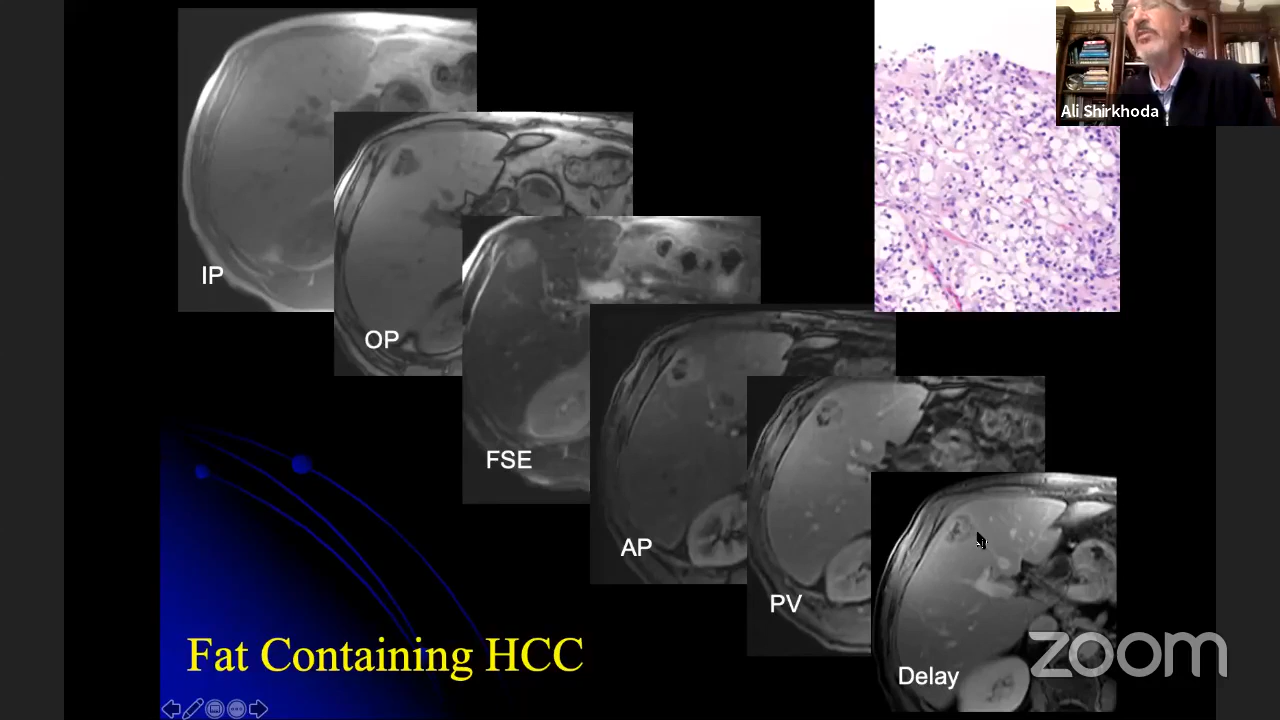 Ali Shirkhoda
IP
OP
FSE
AP
PV
Delay
Fat Containing HCC
zoom